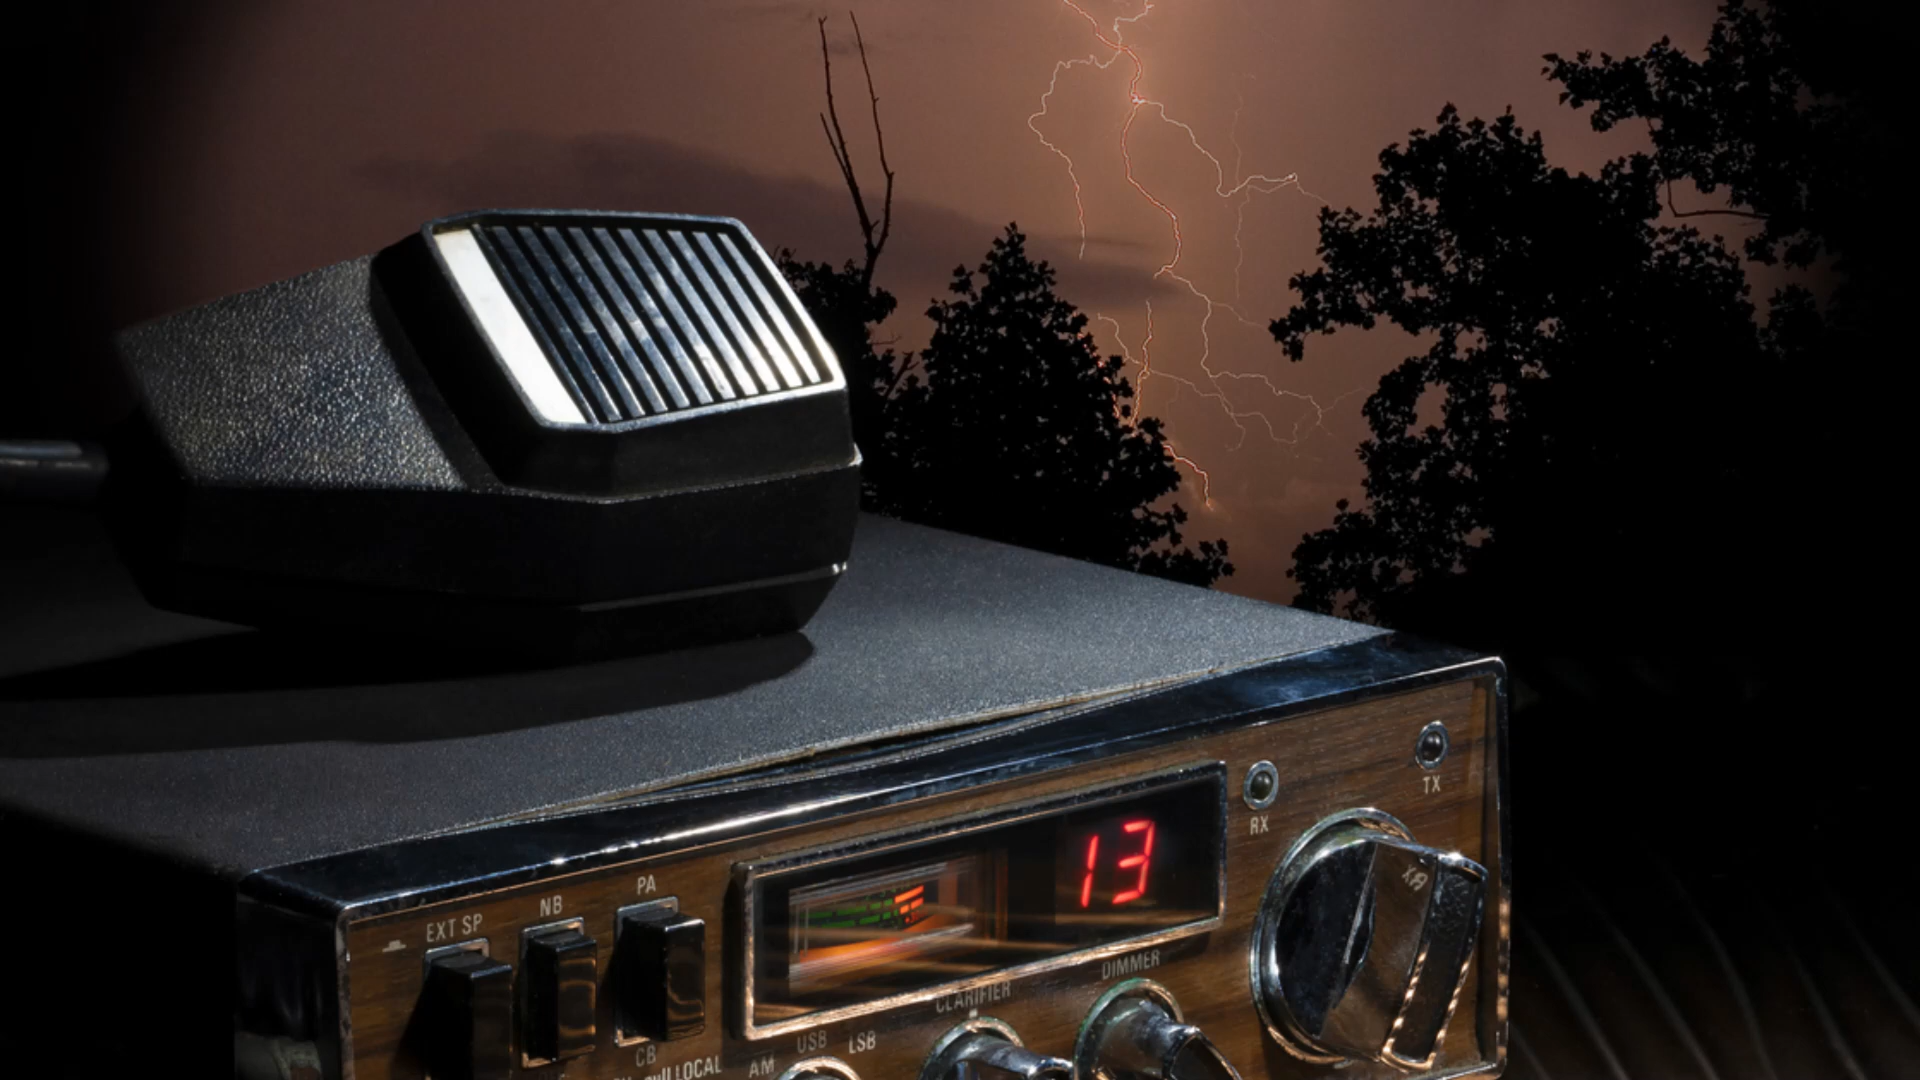 TX
RX
13
PA
NB
EXT SP
DIMMER
CLARIFIER
USB
LSB
CB
AM
LOCAL